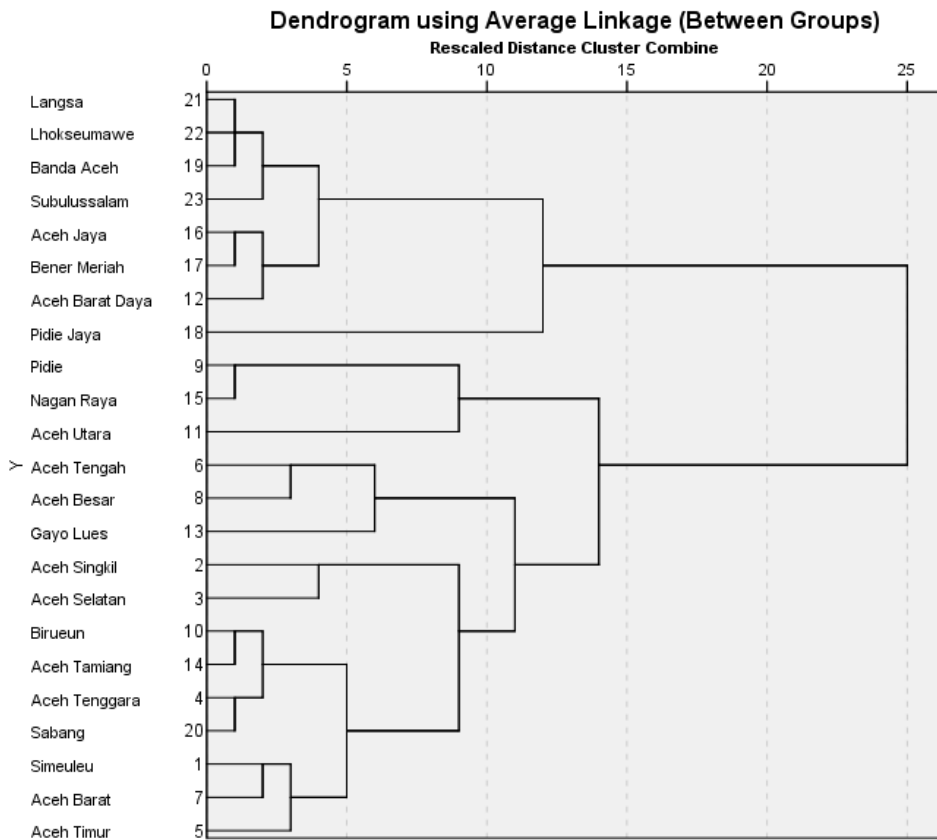 Dendrogram using Average Linkage (Between Groups)
Rescaled Distance Cluster Combine
0 5 10 15 20 25
Langsa 21
Lhokseumawe 22
Banda Aceh 19
Subulussalam 23
Aceh Jaya 16
Bener Meriah 17
Aceh Barat Daya 12
Pidie Jaya 18
Pidie 9
Nagan Raya 15
Aceh Utara 11
Y
Aceh Tengah 6
Aceh Besar 8
Gayo Lues 13
Aceh Singkil 2
Aceh Selatan 3
Birueun 10
Aceh Tamiang 14
Aceh Tenggara 4
Sabang 20
Simeuleu 1
Aceh Barat 7
Aceh Timur 5